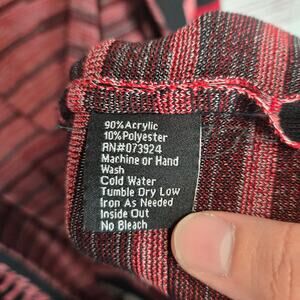 90%Acrylic
10%Polyester
RN#073924
Machine or Hand
Wash
Cold Water
Tumble Dry Low
Iron As Needed
Inside Out
No Bleach